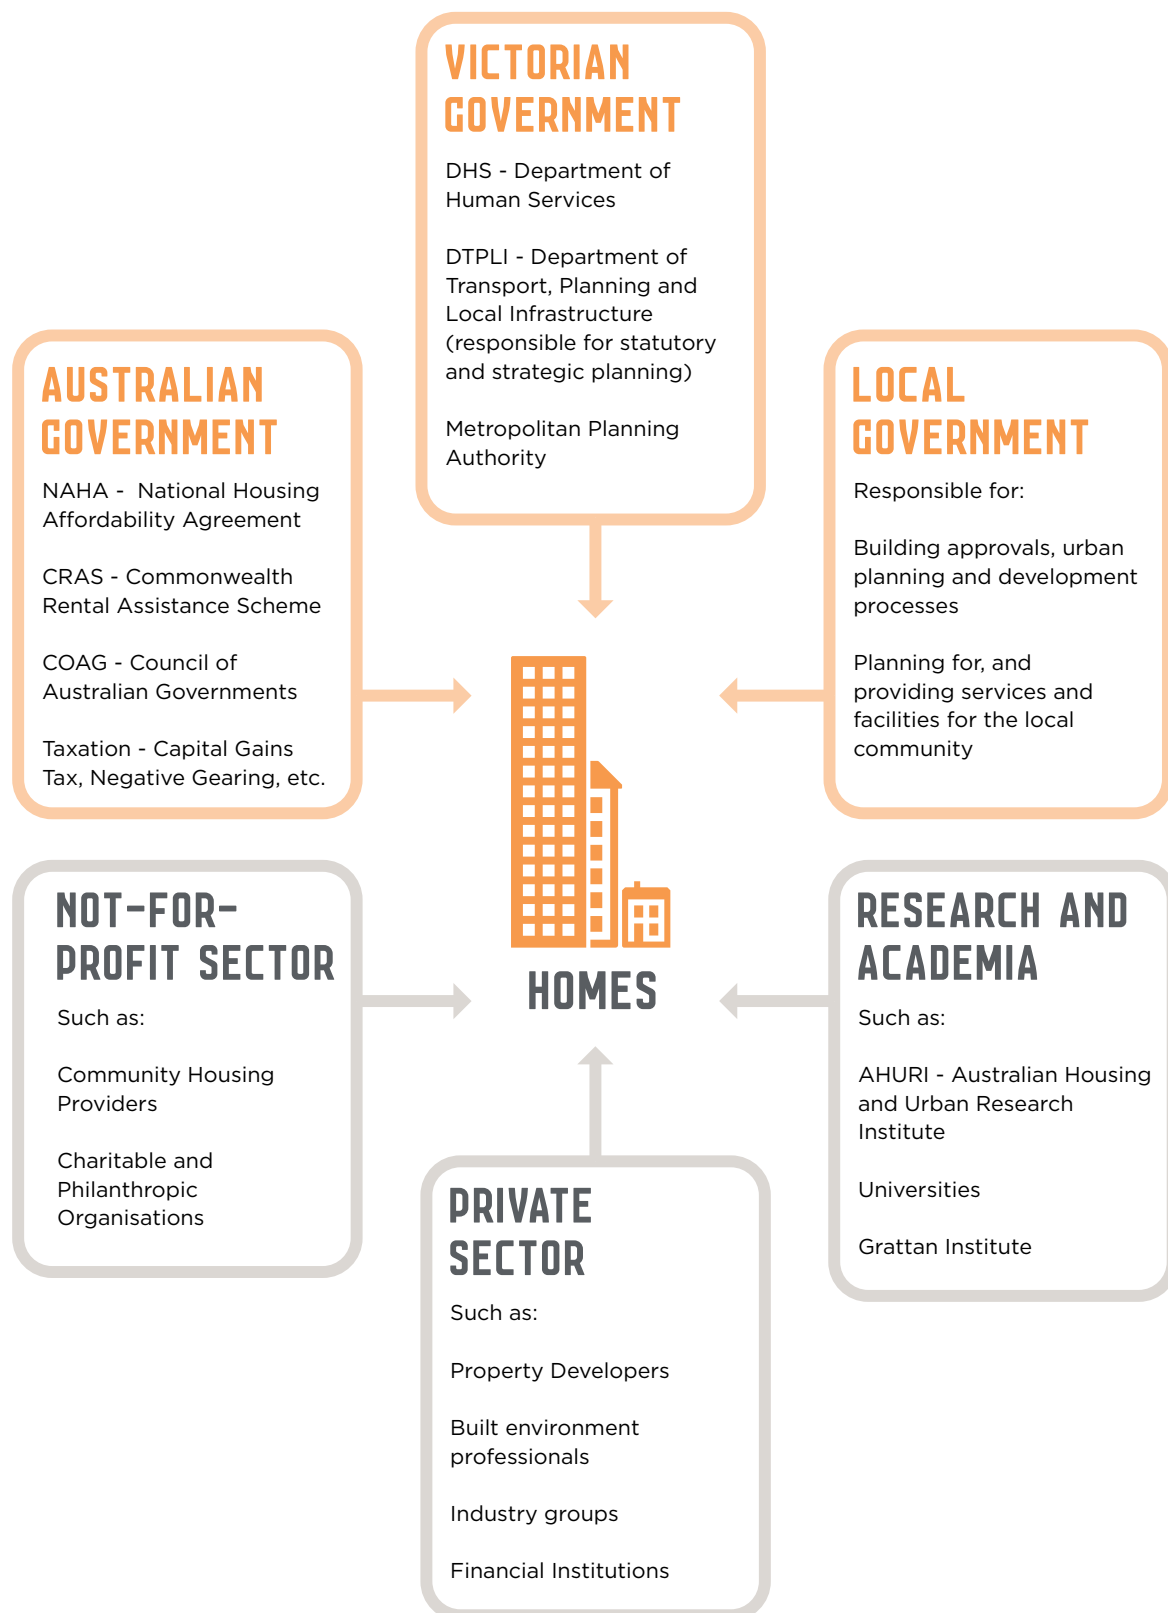 VICTORIAN
GOVERNMENT
DHS - Department of
Human Services
DTPLI - Department of
Transport, Planning and
Local Infrastructure
(responsible for statutory
and strategic planning)
Metropolitan Planning
Authority
AUSTRALIAN
GOVERNMENT
NAHA -  National Housing
Affordability Agreement
CRAS - Commonwealth
Rental Assistance Scheme
COAG - Council of
Australian Governments
Taxation - Capital Gains
Tax, Negative Gearing, etc.
LOCAL
GOVERNMENT
Responsible for:
Building approvals, urban
planning and development
processes
Planning for, and
providing services and
facilities for the local
community
HOMES
NOT-FOR-
PROFIT SECTOR
Such as:
Community Housing
Providers
Charitable and
Philanthropic
Organisations
RESEARCH AND
ACADEMIA
Such as:
AHURI - Australian Housing
and Urban Research
Institute
Universities
Grattan Institute
PRIVATE
SECTOR
Such as:
Property Developers
Built environment
professionals
Industry groups
Financial Institutions